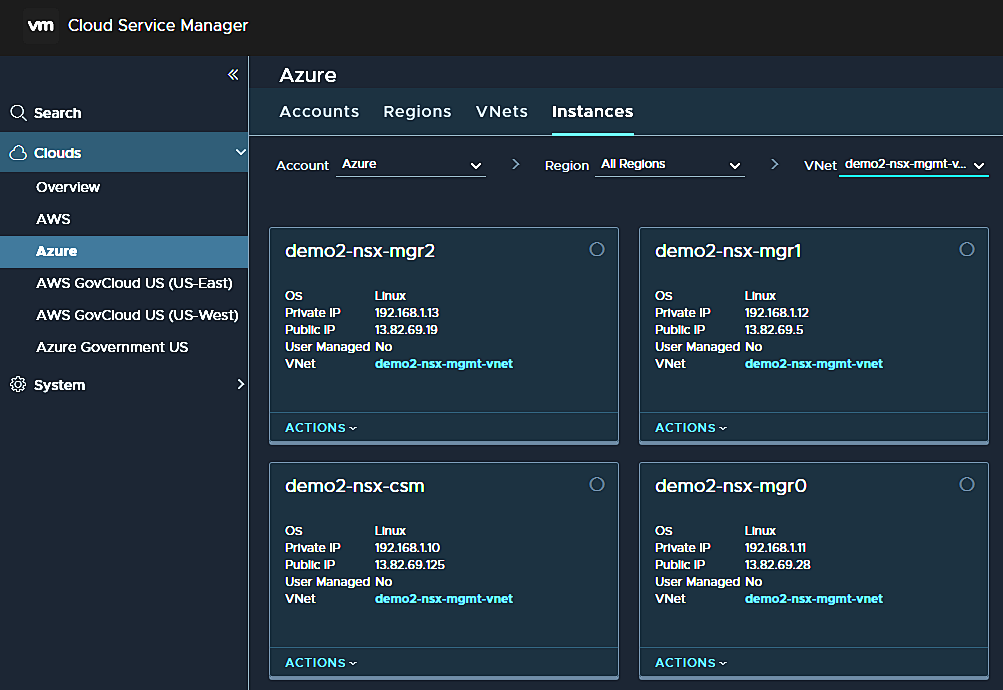 vm Cloud Service Manager
«
Search
Clouds
Overview
AWS
Azure
AWS GovCloud US (US-East)
AWS GovCloud US (US-West)
Azure Government US
System
Azure
Accounts Regions VNets Instances
Account Azure > Region All Regions > VNet demo2-nsx-mgmt-v...
demo2-nsx-mgr2
OS Linux
Private IP 192.168.1.13
Public IP 13.82.69.19
User Managed No
VNet demo2-nsx-mgmt-vnet
ACTIONS
demo2-nsx-mgr1
OS Linux
Private IP 192.168.1.12
Public IP 13.82.69.5
User Managed No
VNet demo2-nsx-mgmt-vnet
ACTIONS
demo2-nsx-csm
OS Linux
Private IP 192.168.1.10
Public IP 13.82.69.125
User Managed No
VNet demo2-nsx-mgmt-vnet
ACTIONS
demo2-nsx-mgr0
OS Linux
Private IP 192.168.1.11
Public IP 13.82.69.28
User Managed No
VNet demo2-nsx-mgmt-vnet
ACTIONS